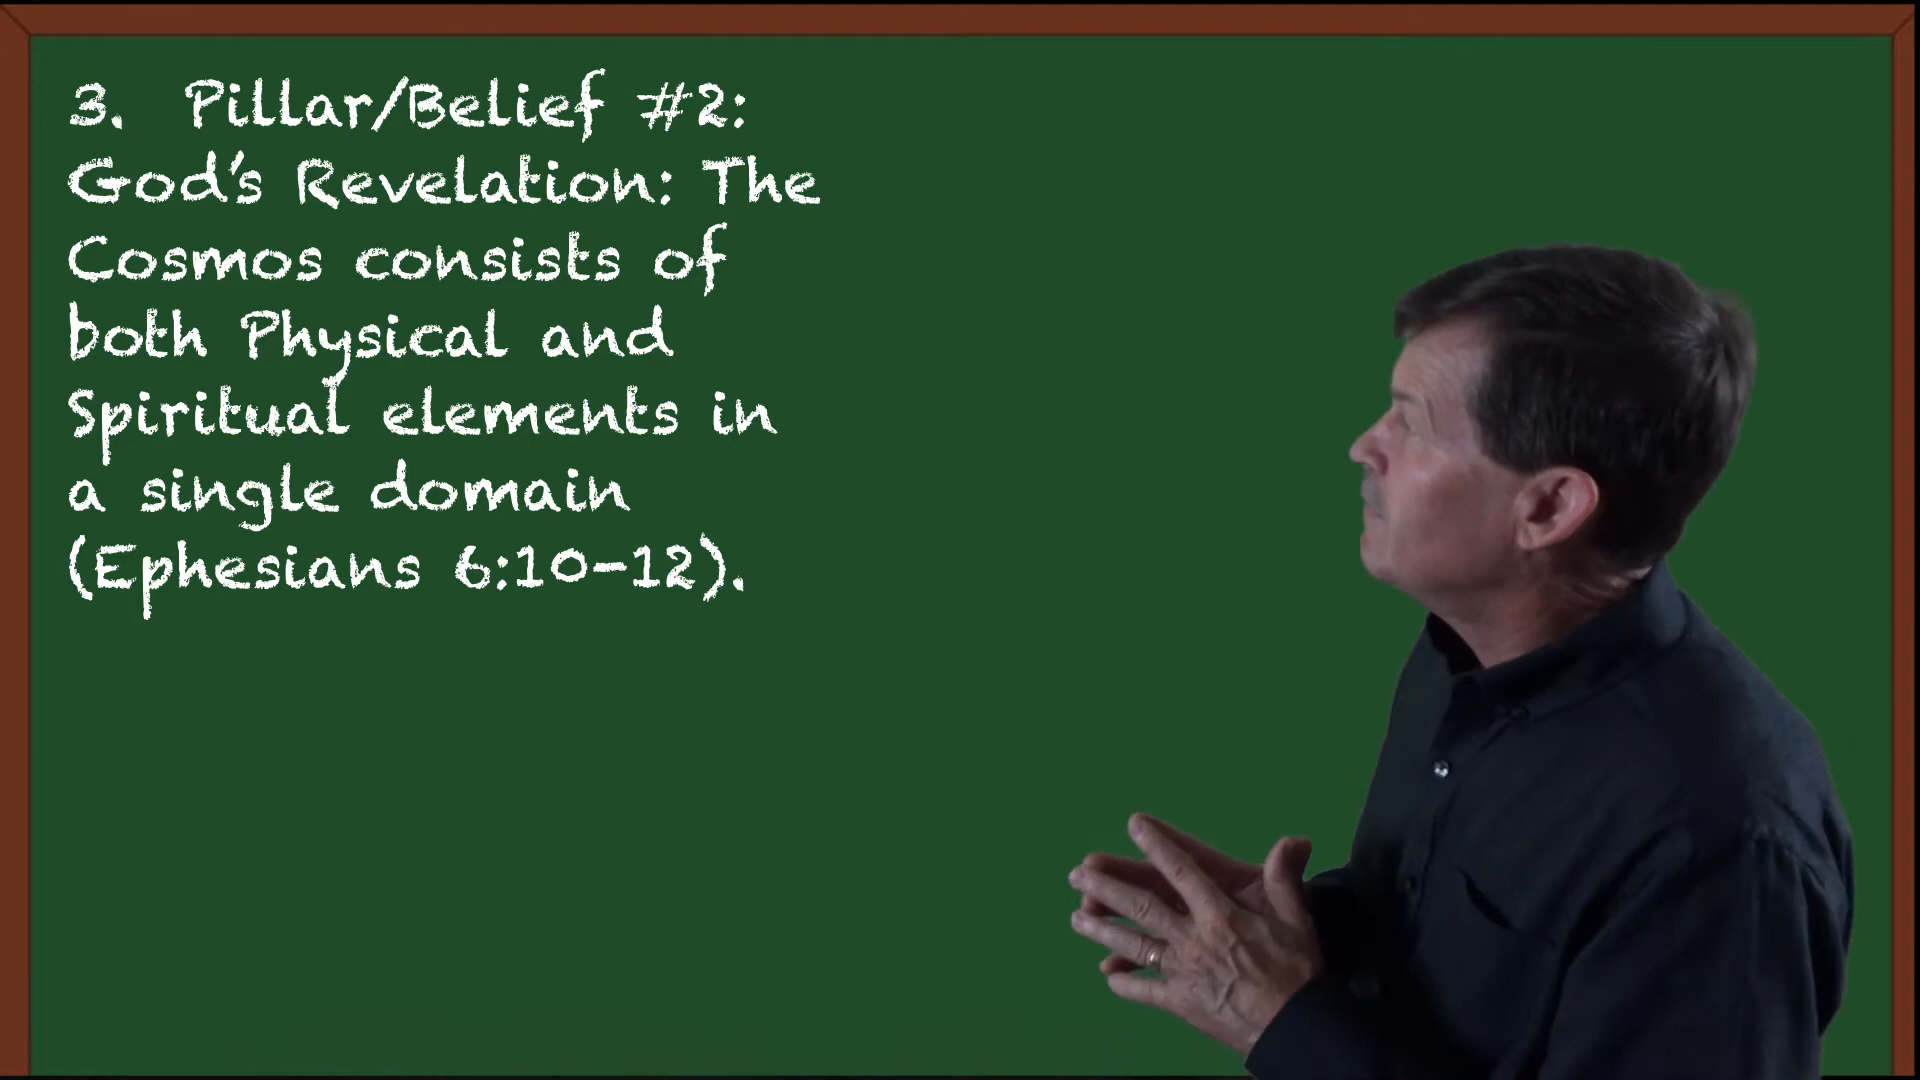 3. Pillar/Belief #2:
God's Revelation: The
Cosmos consists of
both Physical and
Spiritual elements in
a single domain
(Ephesians 6:10-12).